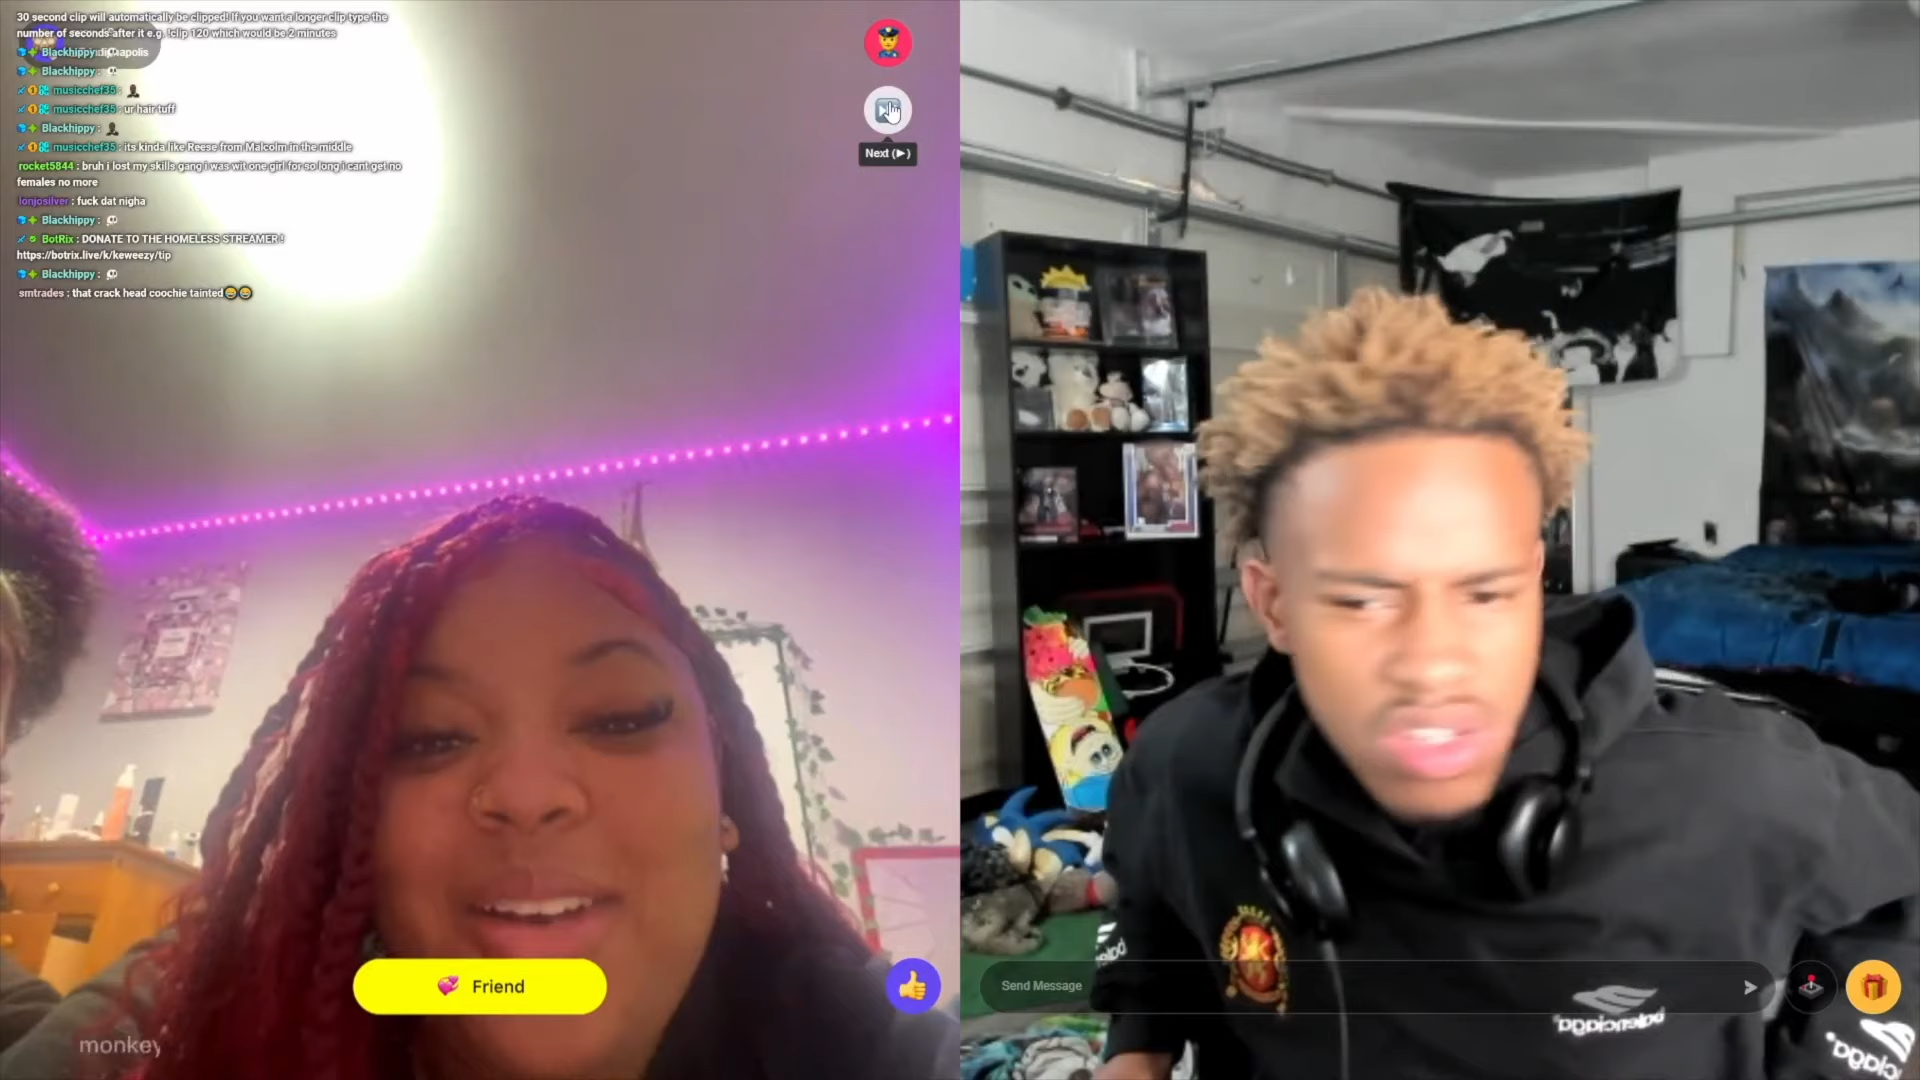 30 second clip will automatically be clipped! If you want a longer clip type the
number of seconds after it e.g. !clip 120 which would be 2 minutes
Blackhippy:
Blackhippy :
musicchef35 :
musicchef35 : ur hair tuff
Blackhippy :
musicchef35 : its kinda like Reese from Malcolm in the middle
rocket5844 : bruh i lost my skills gang i was wit one girl for so long i cant get no
females no more
lonjosilver : fuck dat nigha
Blackhippy :
BotRix : DONATE TO THE HOMELESS STREAMER !
https://botrix.live/k/keweezy/tip
Blackhippy :
smtrades : that crack head coochie tainted😂😂
Next (▶)
Friend
monkey
Send Message
BALENCIAGA